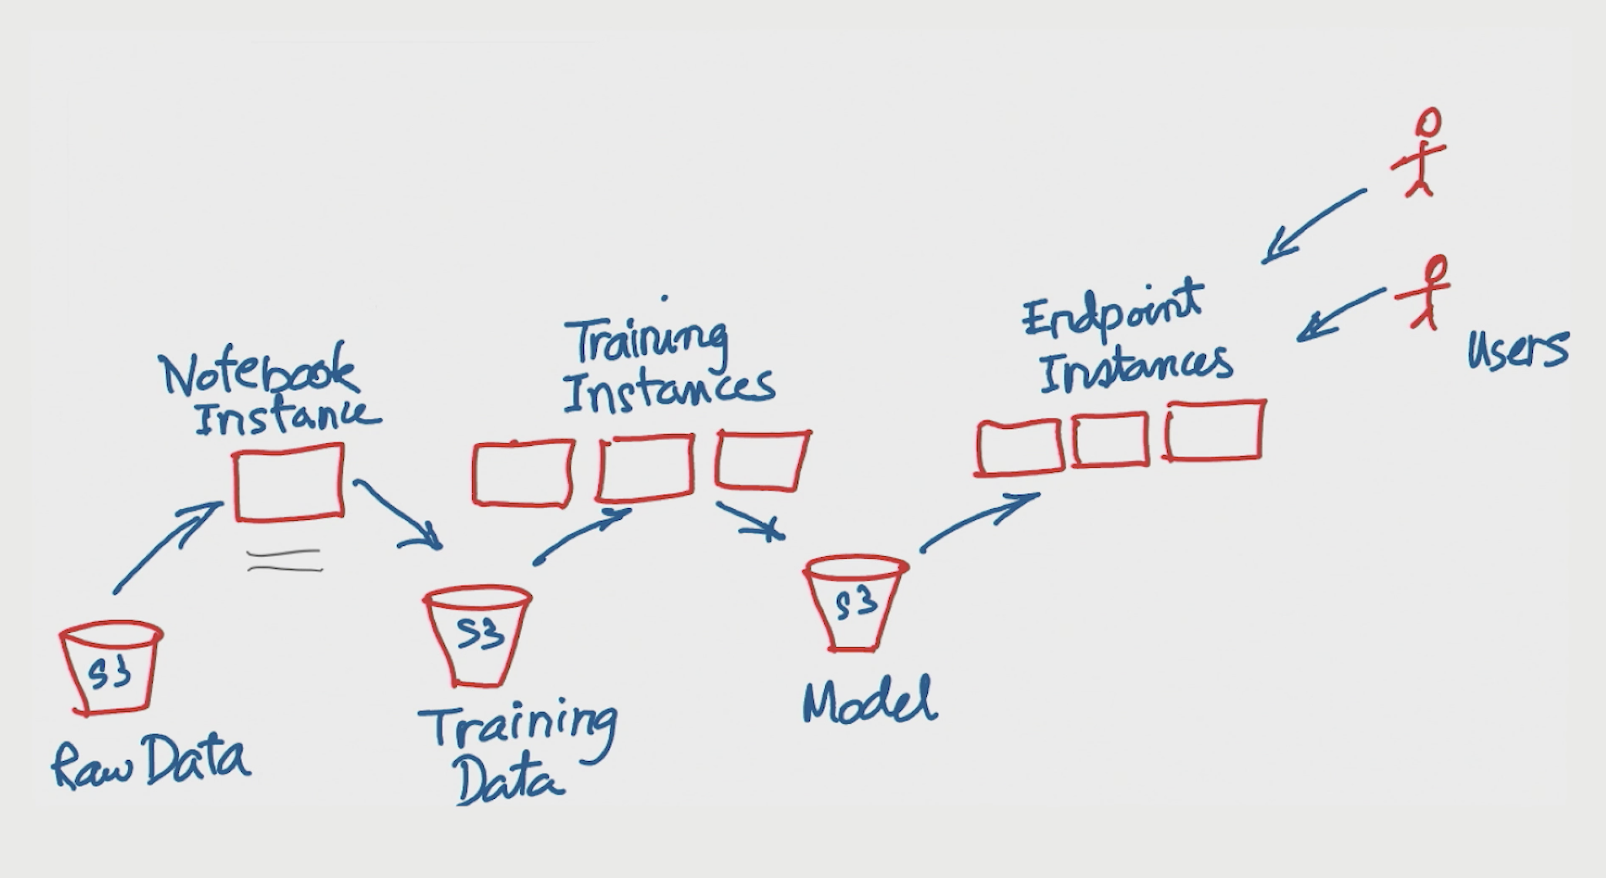 Notebook
Instance
Training
Instances
Endpoint
Instances
Users
S3
Raw Data
S3
Training
Data
S3
Model